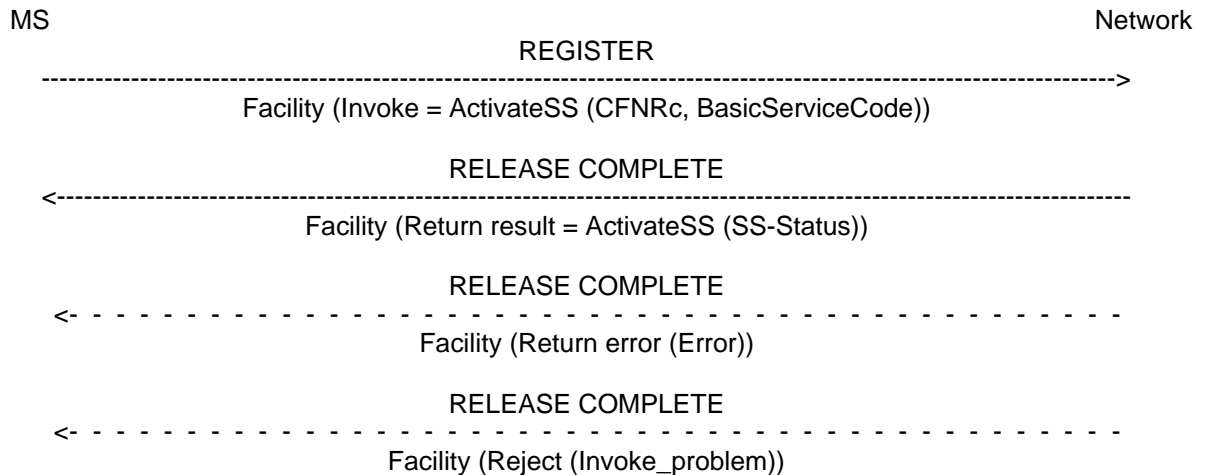 MS Network
REGISTER
Facility (Invoke = ActivateSS (CFNRc, BasicServiceCode))
RELEASE COMPLETE
Facility (Return result = ActivateSS (SS-Status))
RELEASE COMPLETE
Facility (Return error (Error))
RELEASE COMPLETE
Facility (Reject (Invoke_problem))